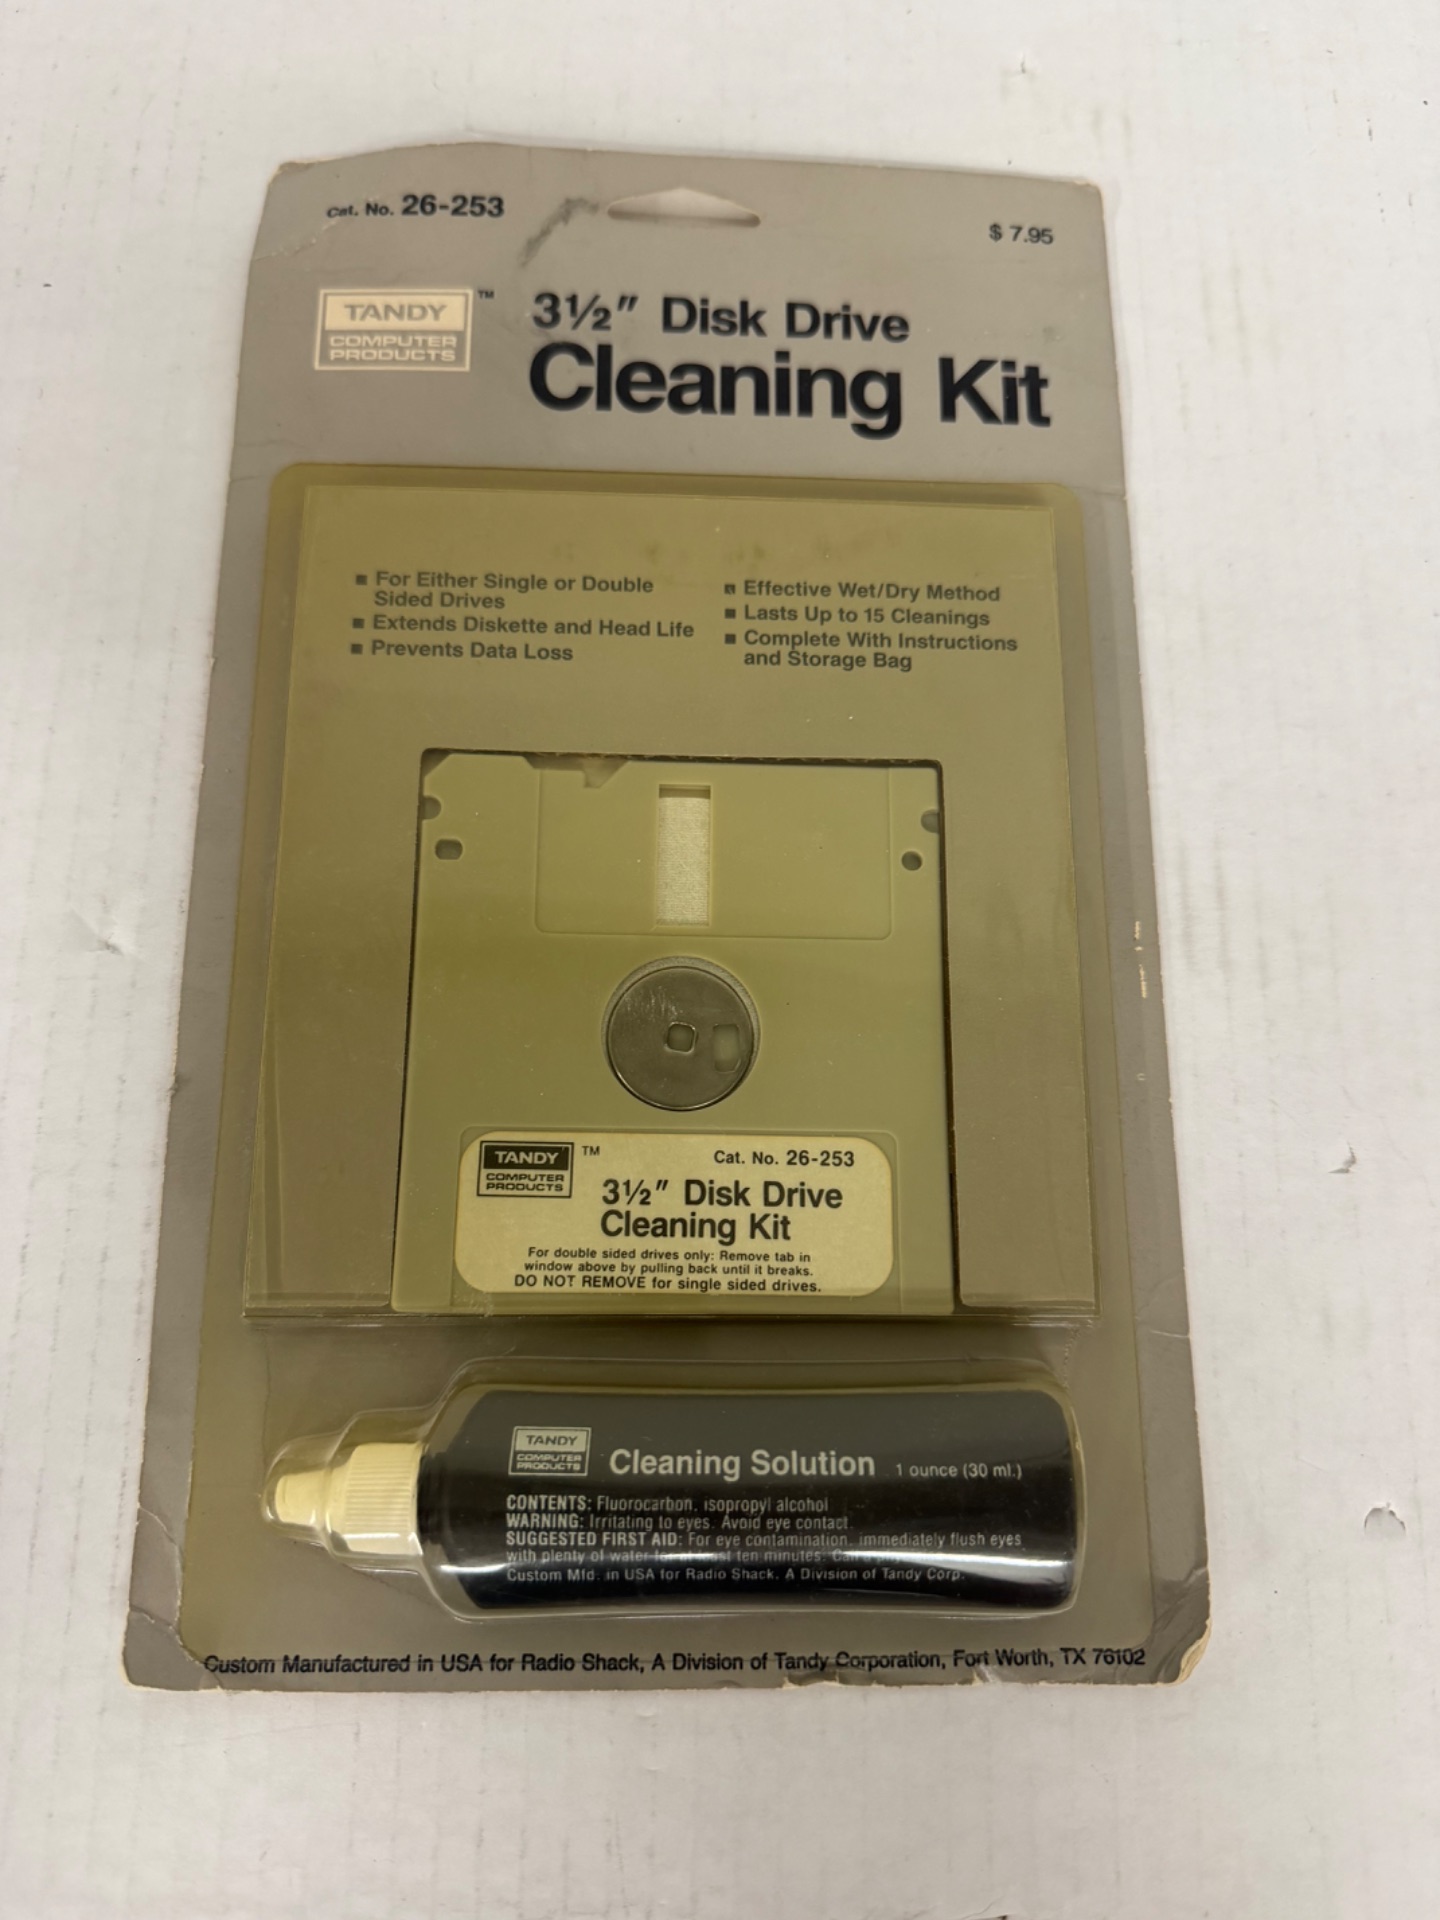 Cat. No. 26-253
$ 7.95
TANDY
COMPUTER
PRODUCTS
TM
3½" Disk Drive
Cleaning Kit
■ For Either Single or Double
Sided Drives
■ Extends Diskette and Head Life
■ Prevents Data Loss
■ Effective Wet/Dry Method
■ Lasts Up to 15 Cleanings
■ Complete With Instructions
and Storage Bag
TANDY
COMPUTER
PRODUCTS
TM
Cat. No. 26-253
3½" Disk Drive
Cleaning Kit
For double sided drives only: Remove tab in
window above by pulling back until it breaks.
DO NOT REMOVE for single sided drives.
TANDY
COMPUTER
PRODUCTS
Cleaning Solution 1 ounce (30 ml.)
CONTENTS: Fluorocarbon, isopropyl alcohol
WARNING: Irritating to eyes. Avoid eye contact.
SUGGESTED FIRST AID: For eye contamination, immediately flush eyes
with plenty of water for at least ten minutes.
Custom Mfd. in USA for Radio Shack, A Division of Tandy Corp.
Custom Manufactured in USA for Radio Shack, A Division of Tandy Corporation, Fort Worth, TX 76102